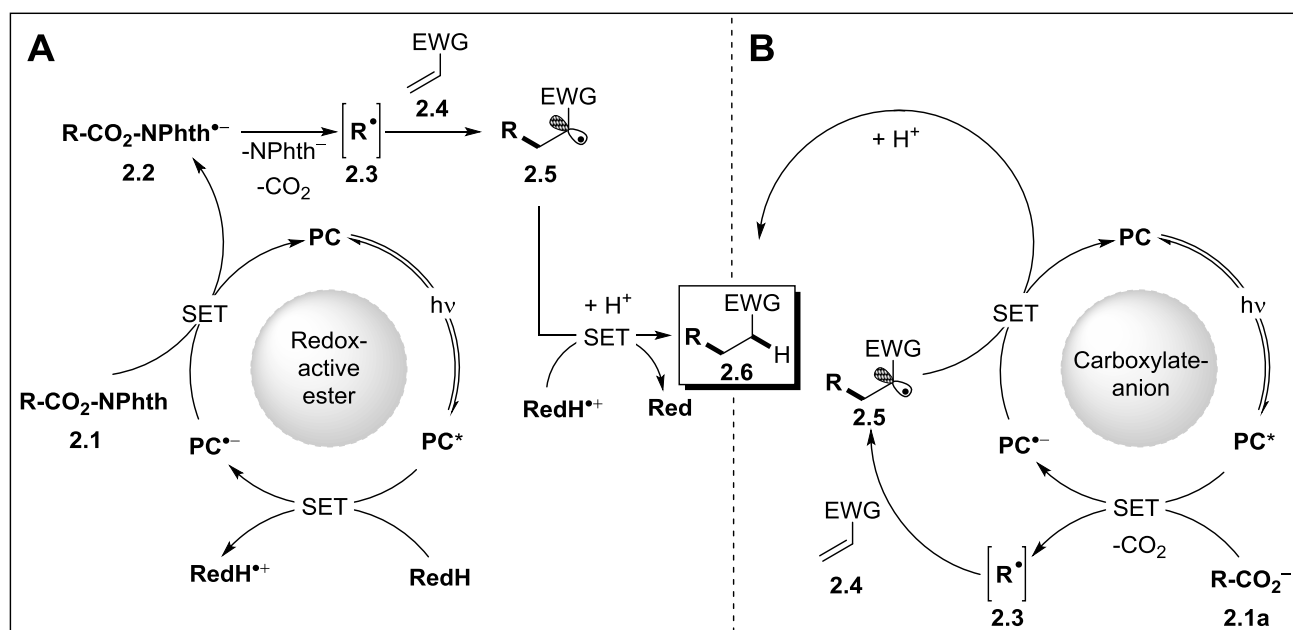 A
EWG
2.4
R-CO₂-NPhth•−
2.2
-NPhth−
-CO₂
[R•]
2.3
EWG
R
2.5
PC
hν
SET
Redox-
active
ester
R-CO₂-NPhth
2.1
PC•−
PC*
SET
RedH•+
RedH
+ H+
SET
RedH•+
Red
EWG
R
H
2.6
B
+ H+
PC
hν
SET
Carboxylate-
anion
EWG
R
2.5
PC•−
PC*
SET
-CO₂
EWG
2.4
[R•]
2.3
R-CO₂−
2.1a